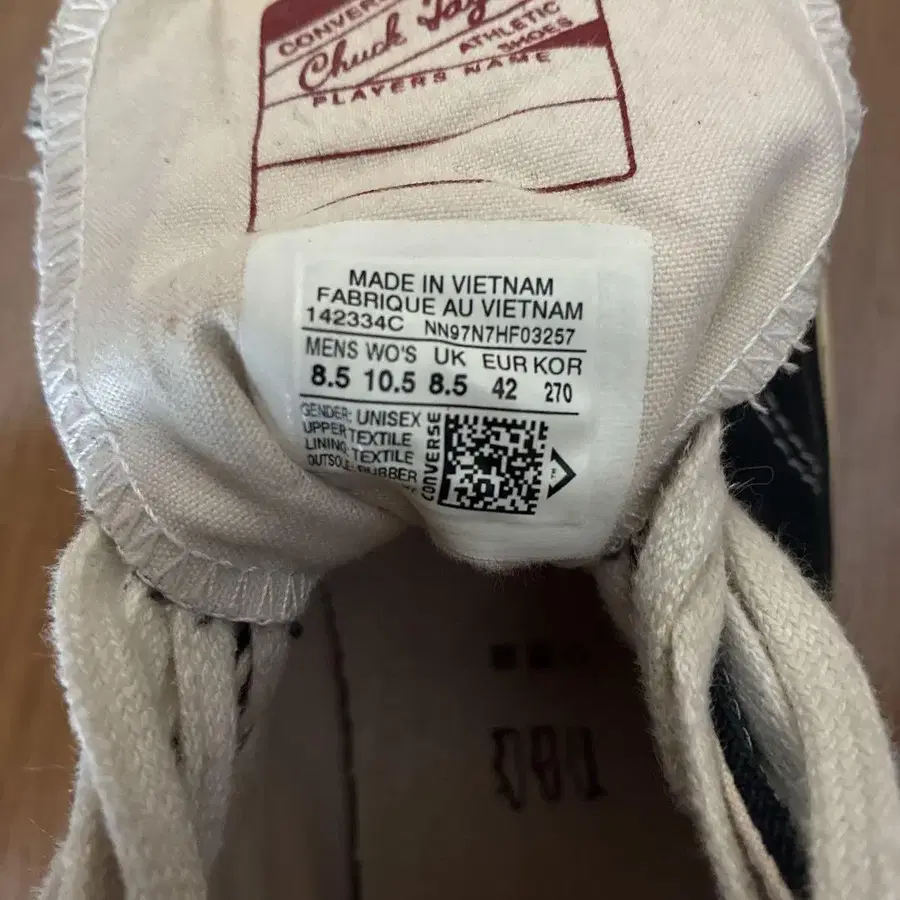 CONVERS
Chuck Tay
ATHLETIC
SHOES
PLAYERS NAME
MADE IN VIETNAM
FABRIQUE AU VIETNAM
142334C NN97N7HF03257
MENS WO'S UK EUR KOR
8.5 10.5 8.5 42 270
GENDER: UNISEX
UPPER TEXTILE
LINING: TEXTILE
OUTSOLE: RUBBER
CONVERSE